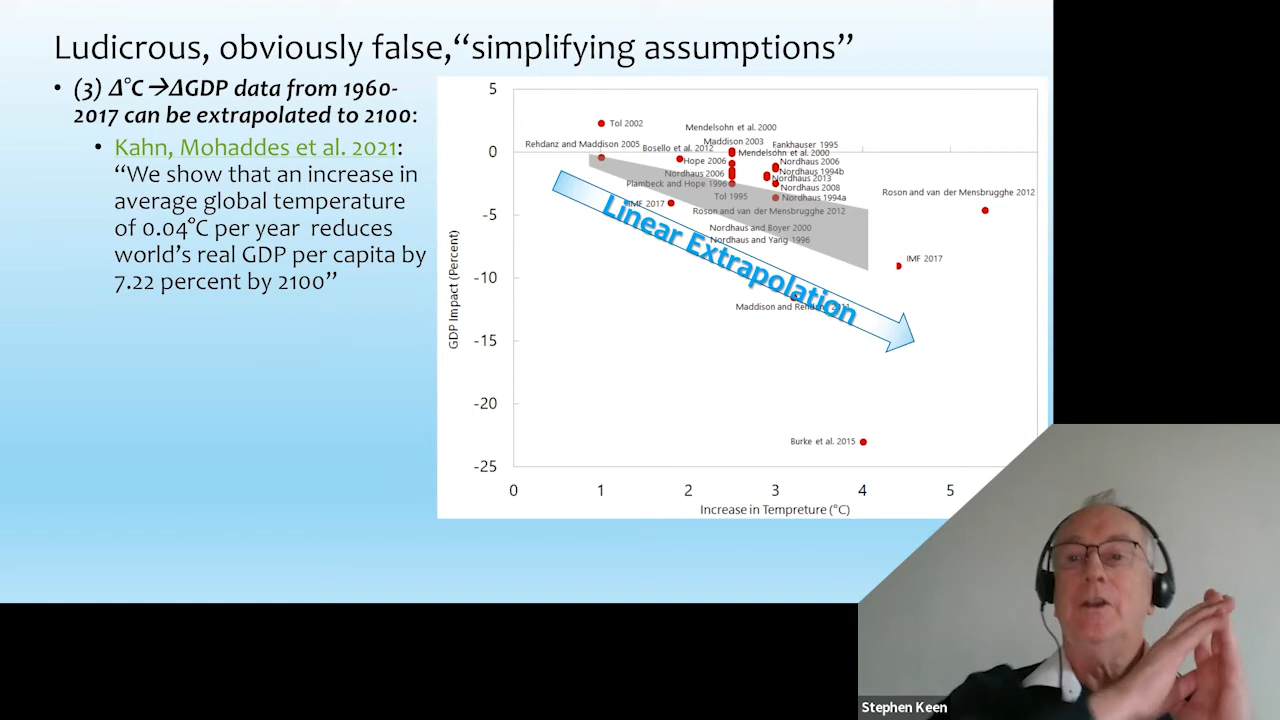 Ludicrous, obviously false,“simplifying assumptions”
• (3) Δ°C→ΔGDP data from 1960-
2017 can be extrapolated to 2100:
• Kahn, Mohaddes et al. 2021:
“We show that an increase in
average global temperature
of 0.04°C per year reduces
world’s real GDP per capita by
7.22 percent by 2100”
5
0
-5
-10
-15
-20
-25
GDP Impact (Percent)
Tol 2002
Mendelsohn et al. 2000
Rehdanz and Maddison 2005
Bosello et al. 2012
Maddison 2003
Fankhauser 1995
Mendelsohn et al. 2000
Hope 2006
Nordhaus 2006
Nordhaus 2006
Nordhaus 1994b
Nordhaus 2013
Plambeck and Hope 1996
Nordhaus 2008
Tol 1995
Nordhaus 1994a
Roson and van der Mensbrugghe 2012
IMF 2017
Roson and van der Mensbrugghe 2012
Nordhaus and Boyer 2000
Nordhaus and Yang 1996
IMF 2017
Linear Extrapolation
Maddison and
Burke et al. 2015
0 1 2 3 4 5
Increase in Tempreture (°C)
Stephen Keen